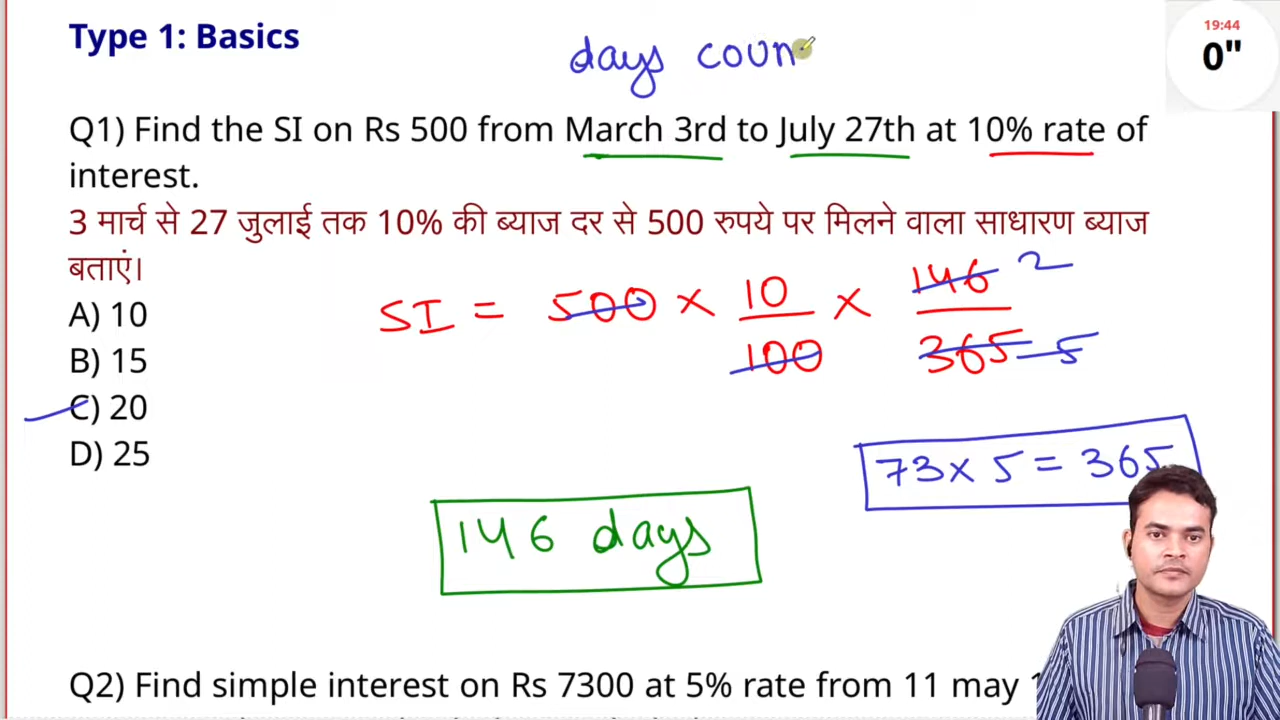 Type 1: Basics
days coun
19:44
0"
Q1) Find the SI on Rs 500 from March 3rd to July 27th at 10% rate of
interest.
3 मार्च से 27 जुलाई तक 10% की ब्याज दर से 500 रुपये पर मिलने वाला साधारण ब्याज
बताएं।
A) 10
B) 15
C) 20
D) 25
SI = 500 × 10/100 × 146/365 2 5
73 × 5 = 365
146 days
Q2) Find simple interest on Rs 7300 at 5% rate from 11 may